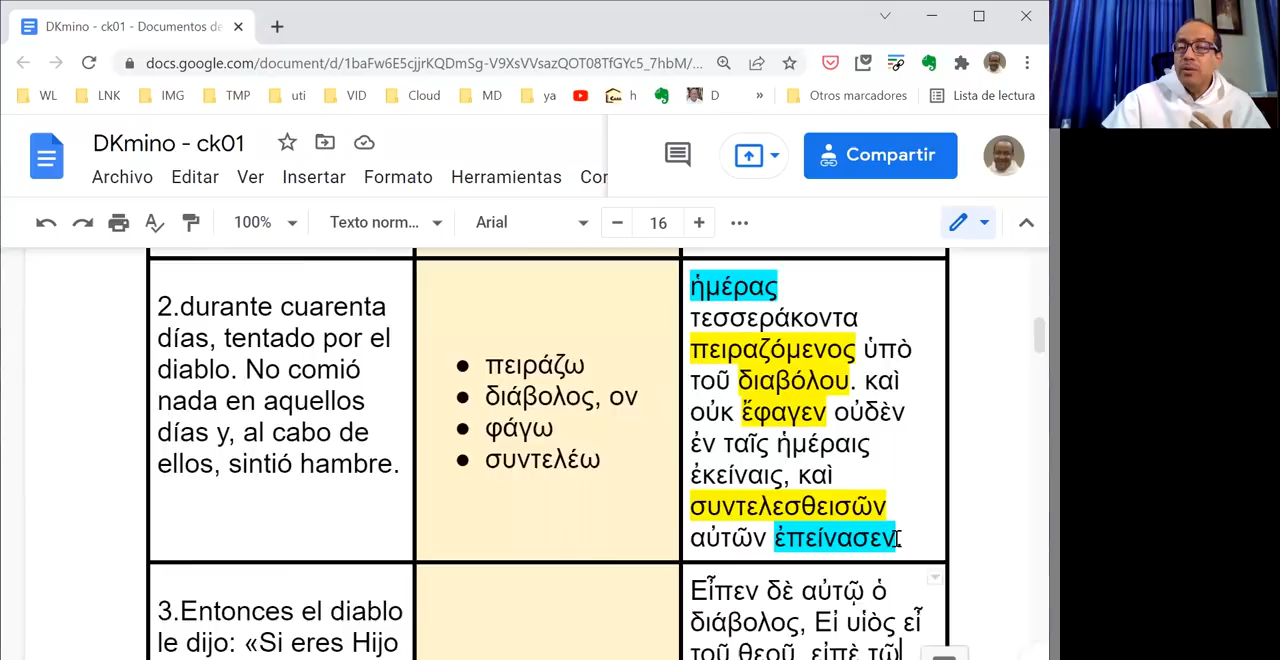 DKmino - ck01 - Documentos de
docs.google.com/document/d/1baFw6E5cjjrKQDmSg-V9XsVVsazQOT08TfGYc5_7hbM/...
WL LNK IMG TMP uti VID Cloud MD ya h D » Otros marcadores Lista de lectura
DKmino - ck01
Compartir
Archivo Editar Ver Insertar Formato Herramientas Cor
100% Texto norm... Arial 16
2.durante cuarenta
días, tentado por el
diablo. No comió
nada en aquellos
días y, al cabo de
ellos, sintió hambre.
πειράζω
διάβολος, ον
φάγω
συντελέω
ἡμέρας
τεσσεράκοντα
πειραζόμενος ὑπὸ
τοῦ διαβόλου. καὶ
οὐκ ἔφαγεν οὐδὲν
ἐν ταῖς ἡμέραις
ἐκείναις, καὶ
συντελεσθεισῶν
αὐτῶν ἐπείνασεν.
3.Entonces el diablo
le dijo: «Si eres Hijo
Εἶπεν δὲ αὐτῷ ὁ
διάβολος, Εἰ υἱὸς εἶ
τοῦ θεοῦ, εἰπὲ τῷ